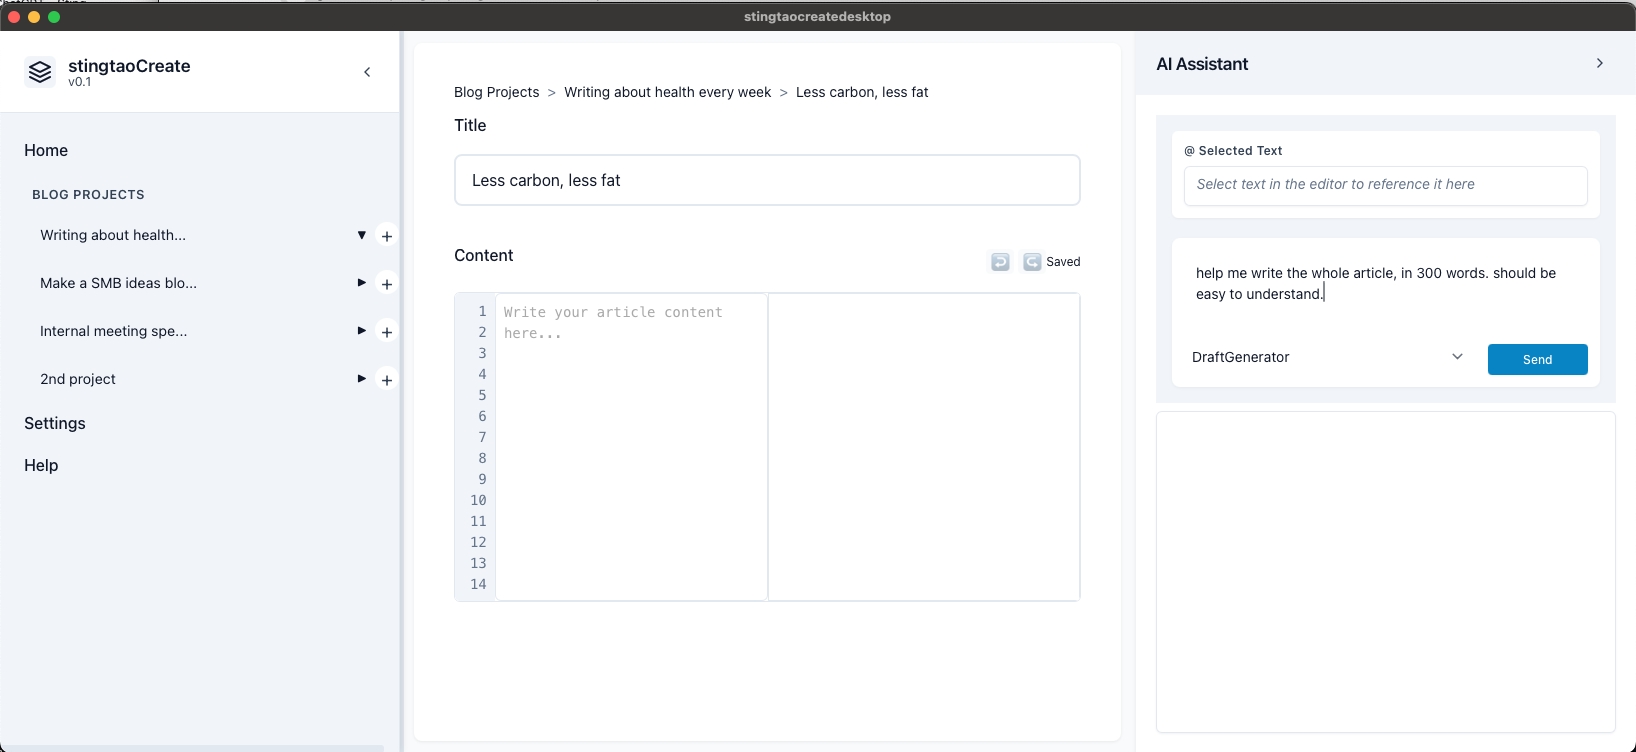 stingtaocreatedesktop
stingtaoCreate
v0.1
Home
BLOG PROJECTS
Writing about health...
Make a SMB ideas blo...
Internal meeting spe...
2nd project
Settings
Help
Blog Projects > Writing about health every week > Less carbon, less fat
Title
Less carbon, less fat
Content
Saved
1
2
3
4
5
6
7
8
9
10
11
12
13
14
Write your article content
here...
AI Assistant
@ Selected Text
Select text in the editor to reference it here
help me write the whole article, in 300 words. should be
easy to understand.
DraftGenerator
Send